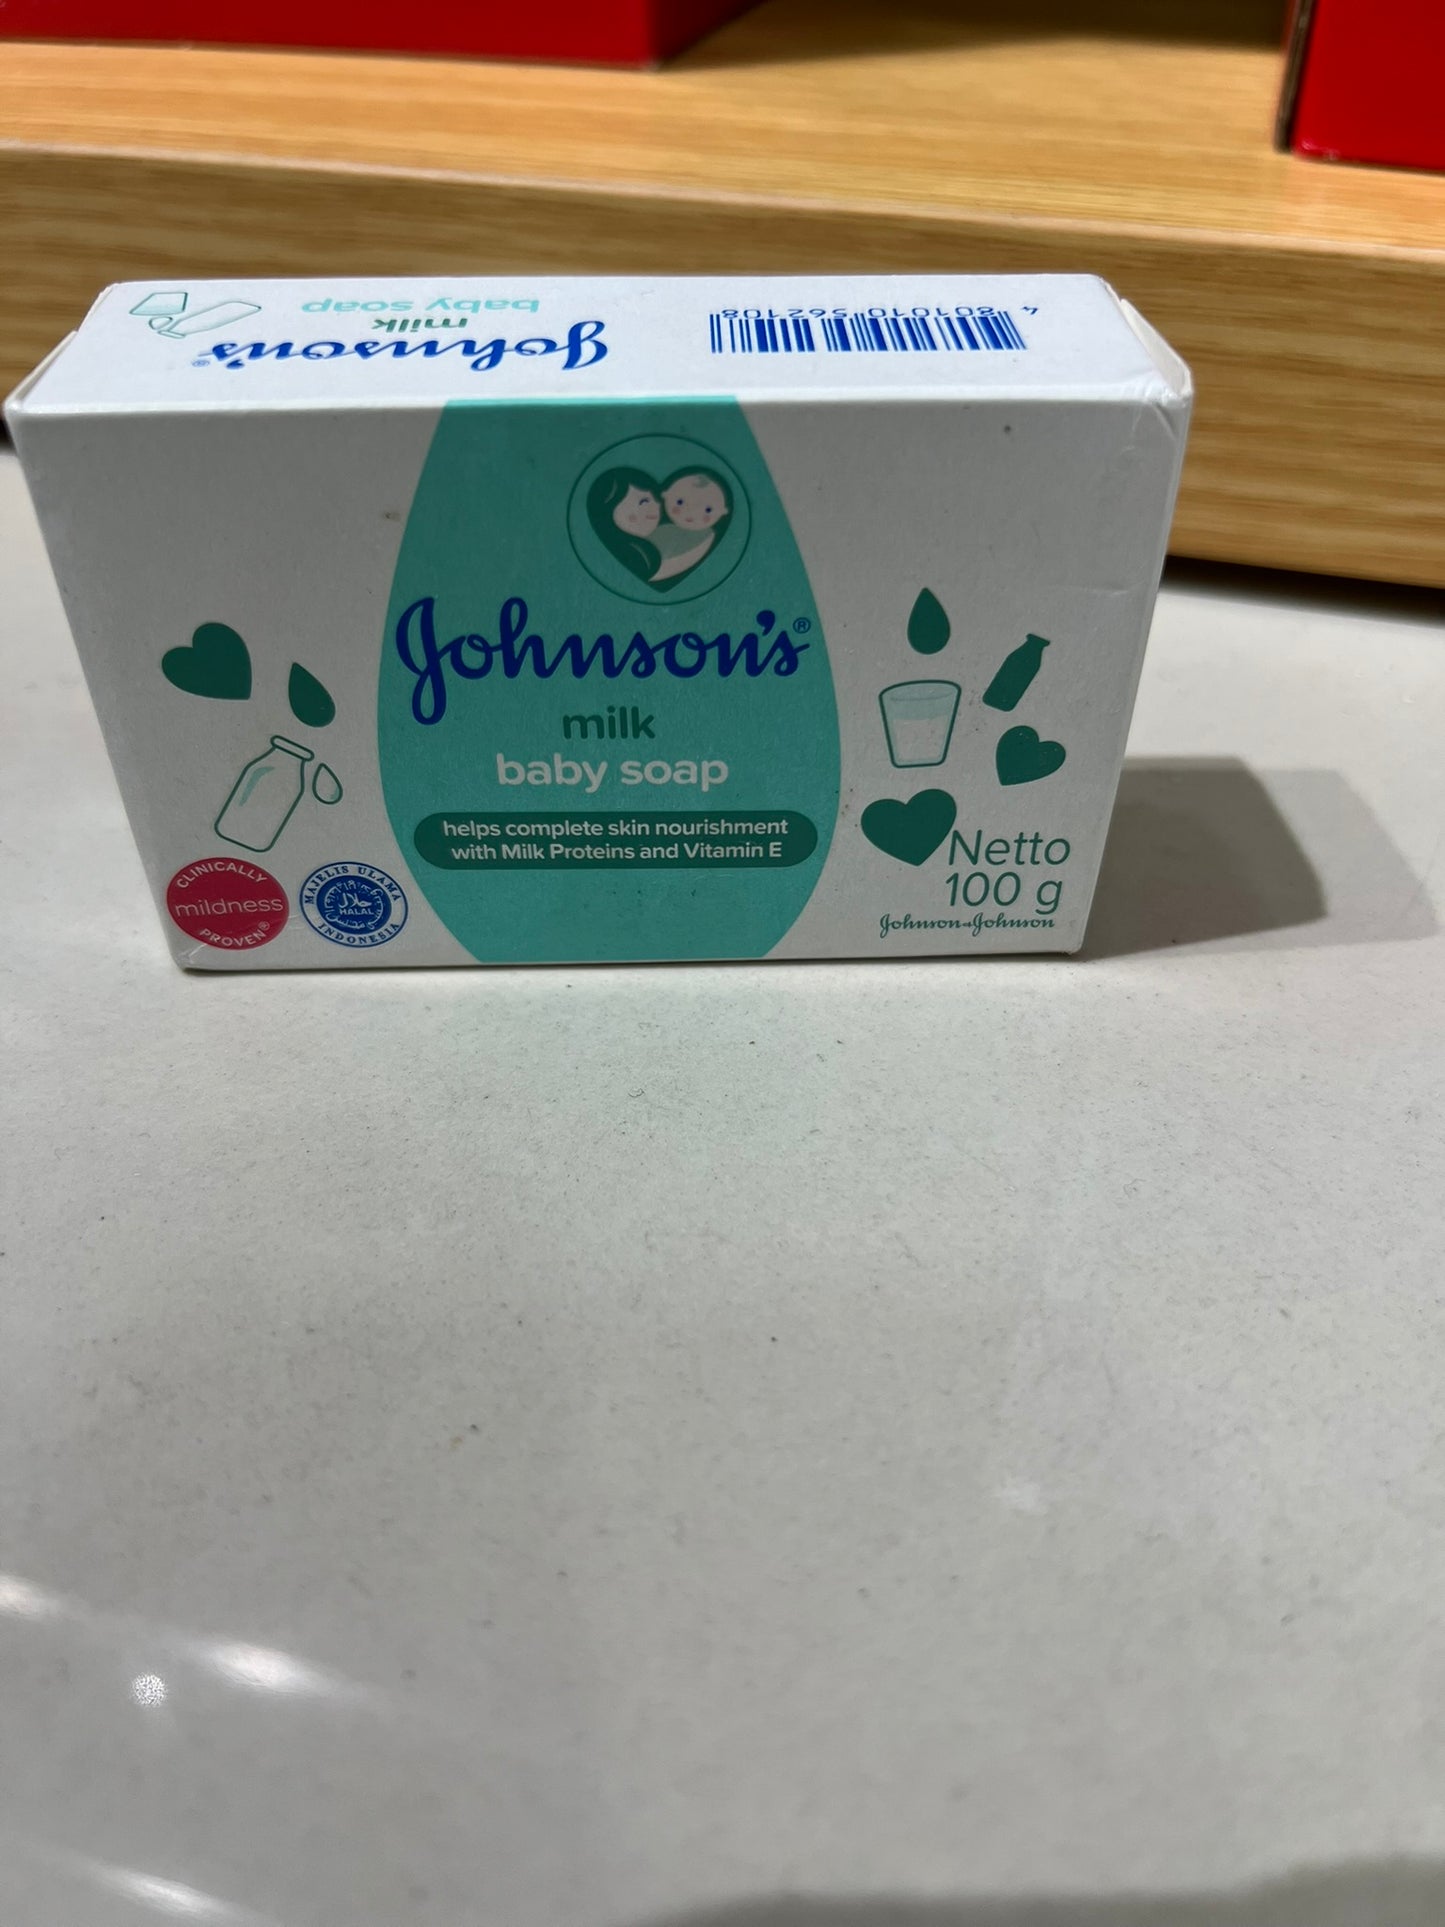 4 801010 562108
Johnson's®
milk
baby soap
Johnson's®
milk
baby soap
helps complete skin nourishment
with Milk Proteins and Vitamin E
CLINICALLY
mildness
PROVEN®
MAJELIS ULAMA
حلال
HALAL
INDONESIA
Netto
100 g
Johnson&Johnson